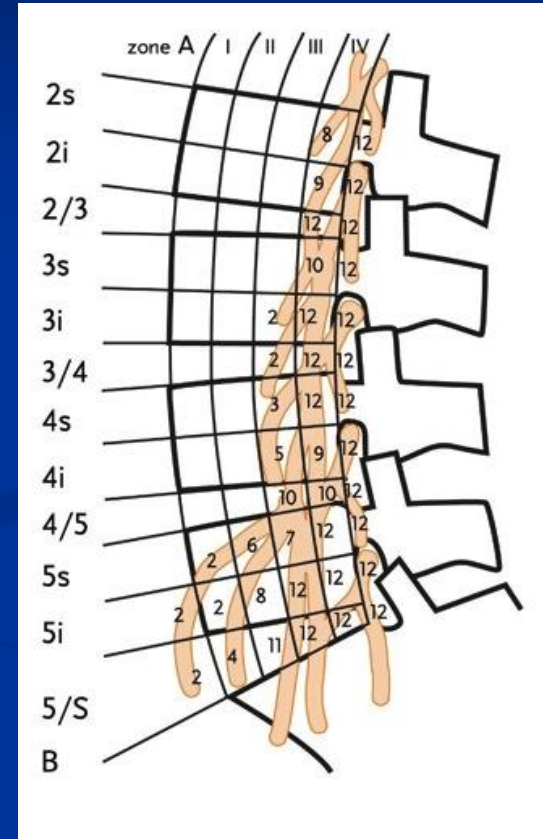 zone A I II III IV
2s
8 12
2i
9 12
2/3
12 12
3s
10 12
3i
2 12 12
3/4
2 12 12
4s
3 12 12
4i
5 9 12
4/5
10 10 12
5s
2 6 7 12 12
5i
2 2 8 12 12 12
5/S
2 4 11 12 12 12
B